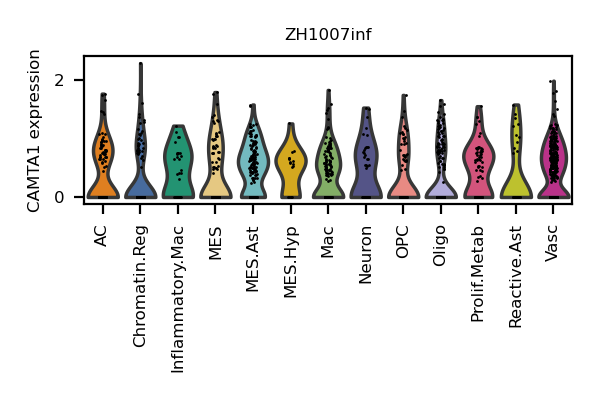 ZH1007inf
CAMTA1 expression
2
0
AC
Chromatin.Reg
Inflammatory.Mac
MES
MES.Ast
MES.Hyp
Mac
Neuron
OPC
Oligo
Prolif.Metab
Reactive.Ast
Vasc